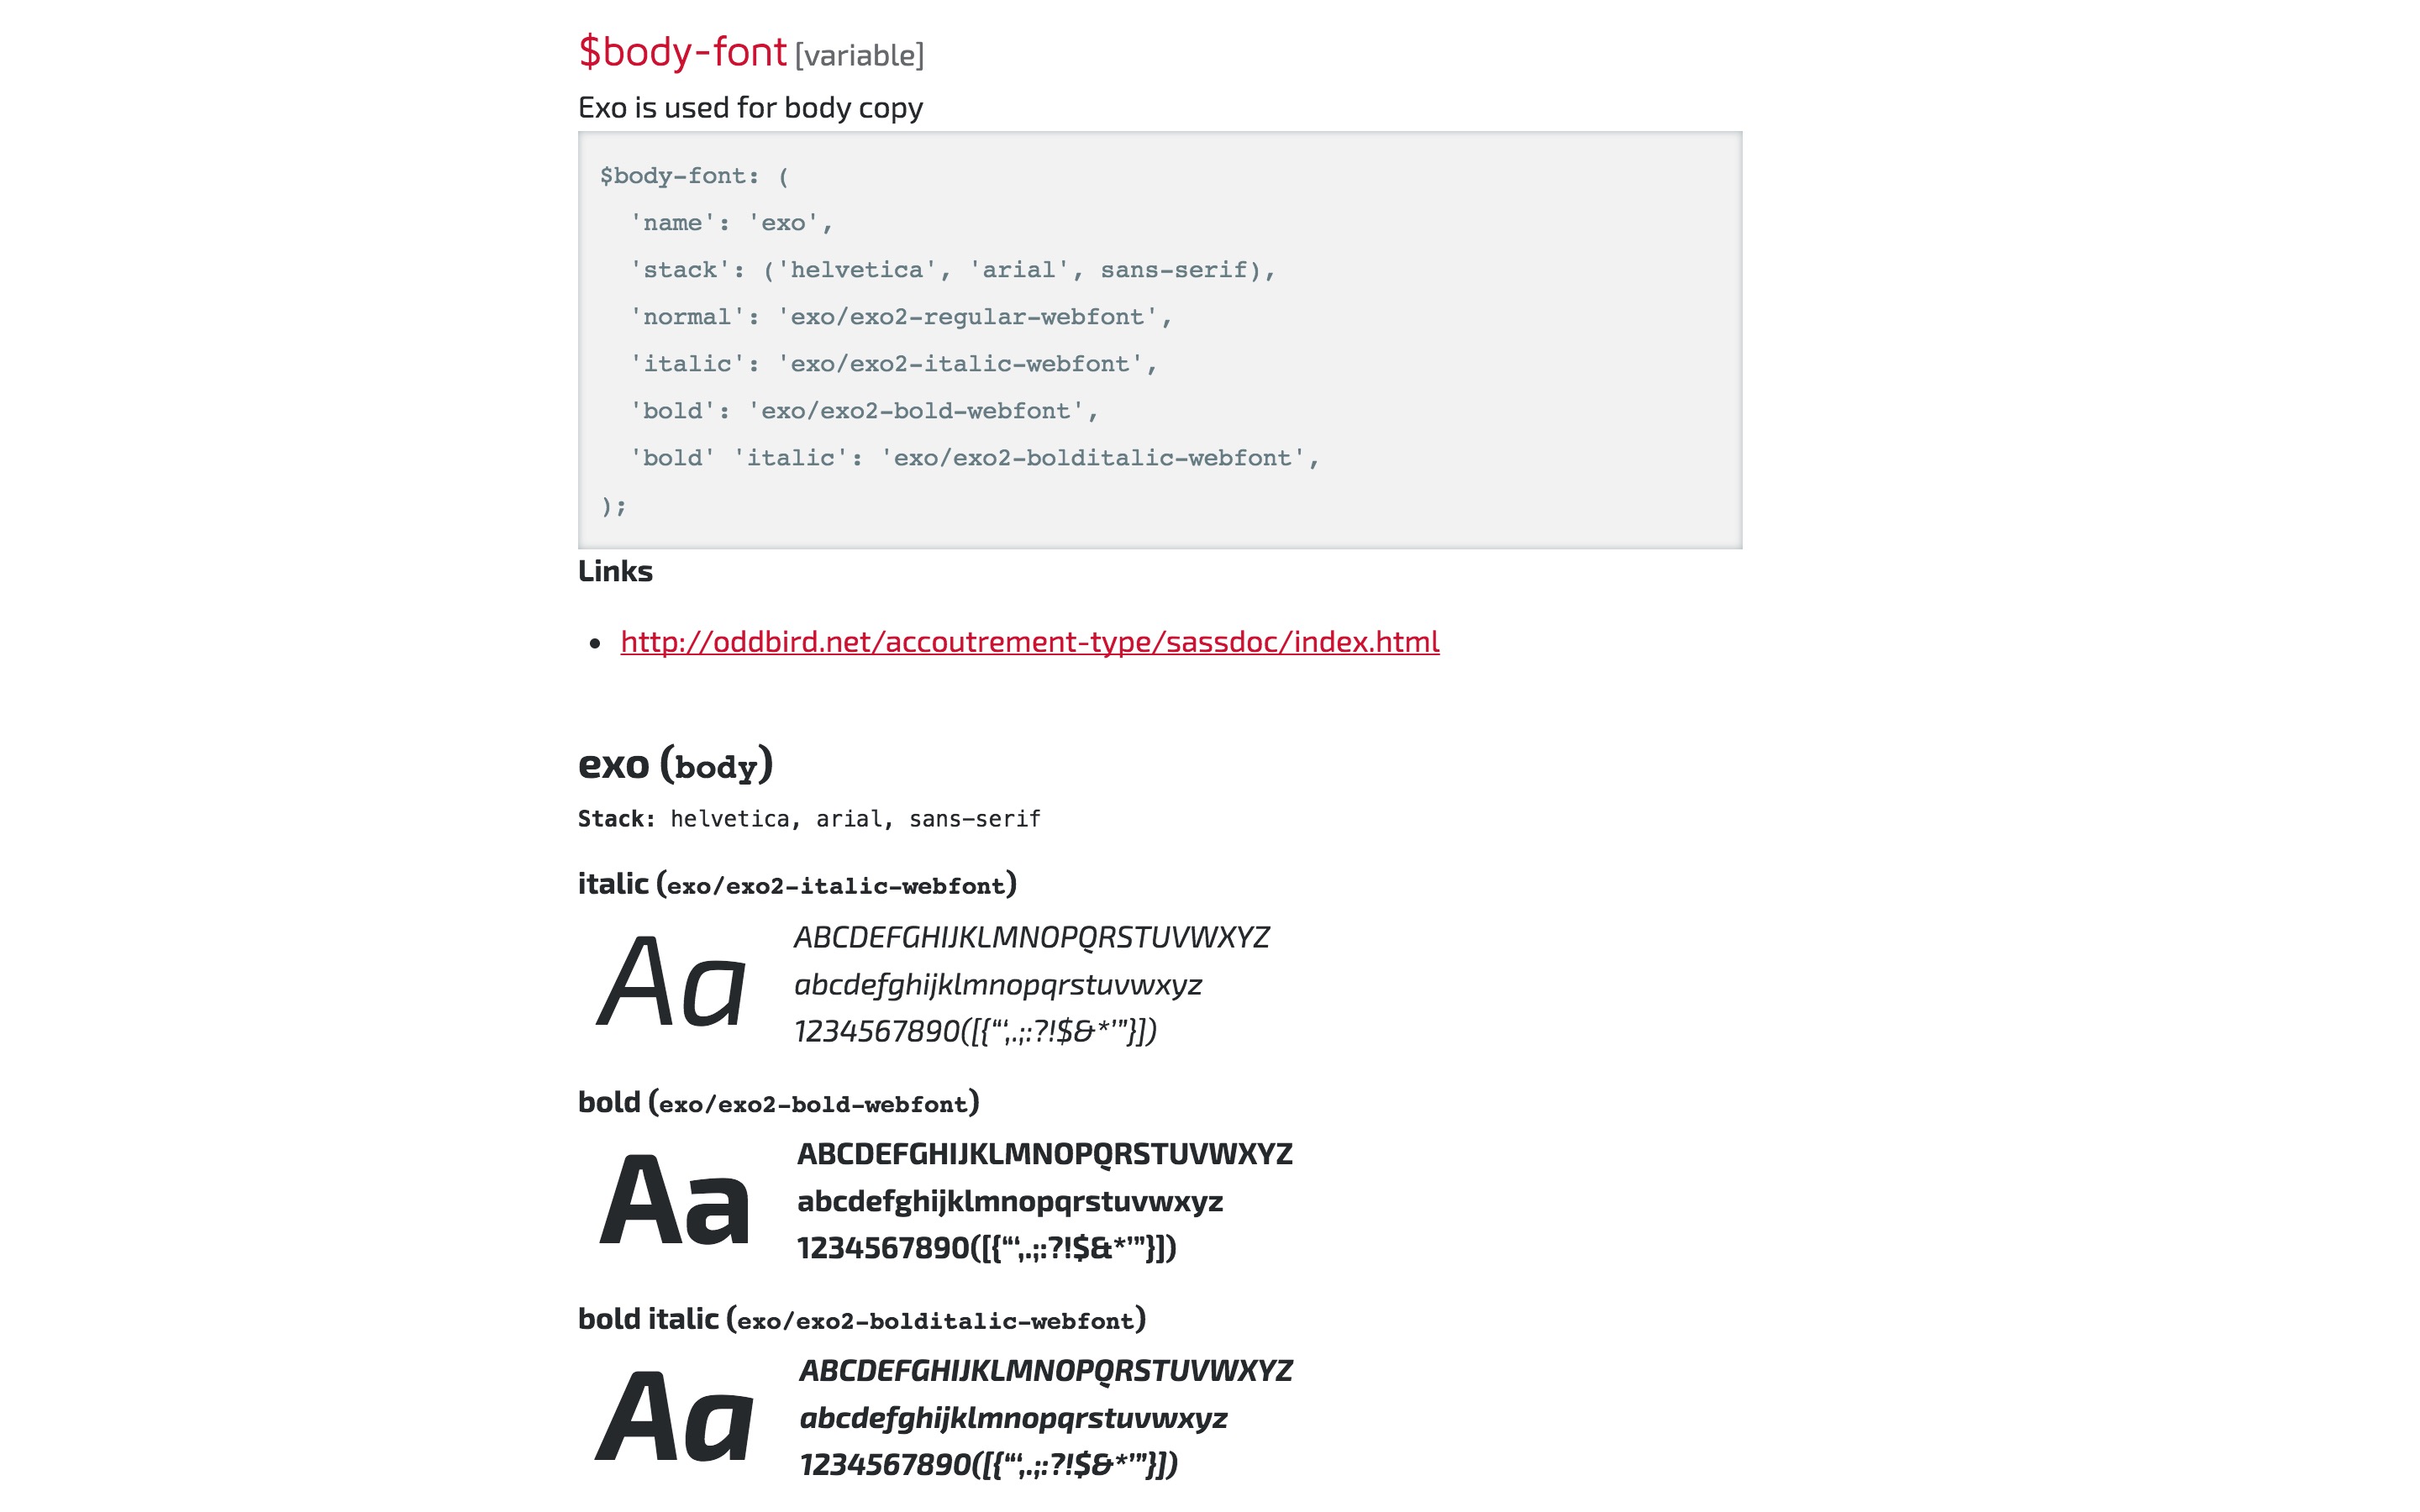 $body-font [variable]
Exo is used for body copy
$body-font: (
  'name': 'exo',
  'stack': ('helvetica', 'arial', sans-serif),
  'normal': 'exo/exo2-regular-webfont',
  'italic': 'exo/exo2-italic-webfont',
  'bold': 'exo/exo2-bold-webfont',
  'bold' 'italic': 'exo/exo2-bolditalic-webfont',
);
Links
• http://oddbird.net/accoutrement-type/sassdoc/index.html
exo (body)
Stack: helvetica, arial, sans-serif
italic (exo/exo2-italic-webfont)
Aa
ABCDEFGHIJKLMNOPQRSTUVWXYZ
abcdefghijklmnopqrstuvwxyz
1234567890([{“‘,.;:?!$&*’”}])
bold (exo/exo2-bold-webfont)
Aa
ABCDEFGHIJKLMNOPQRSTUVWXYZ
abcdefghijklmnopqrstuvwxyz
1234567890([{“‘,.;:?!$&*’”}])
bold italic (exo/exo2-bolditalic-webfont)
Aa
ABCDEFGHIJKLMNOPQRSTUVWXYZ
abcdefghijklmnopqrstuvwxyz
1234567890([{“‘,.;:?!$&*’”}])